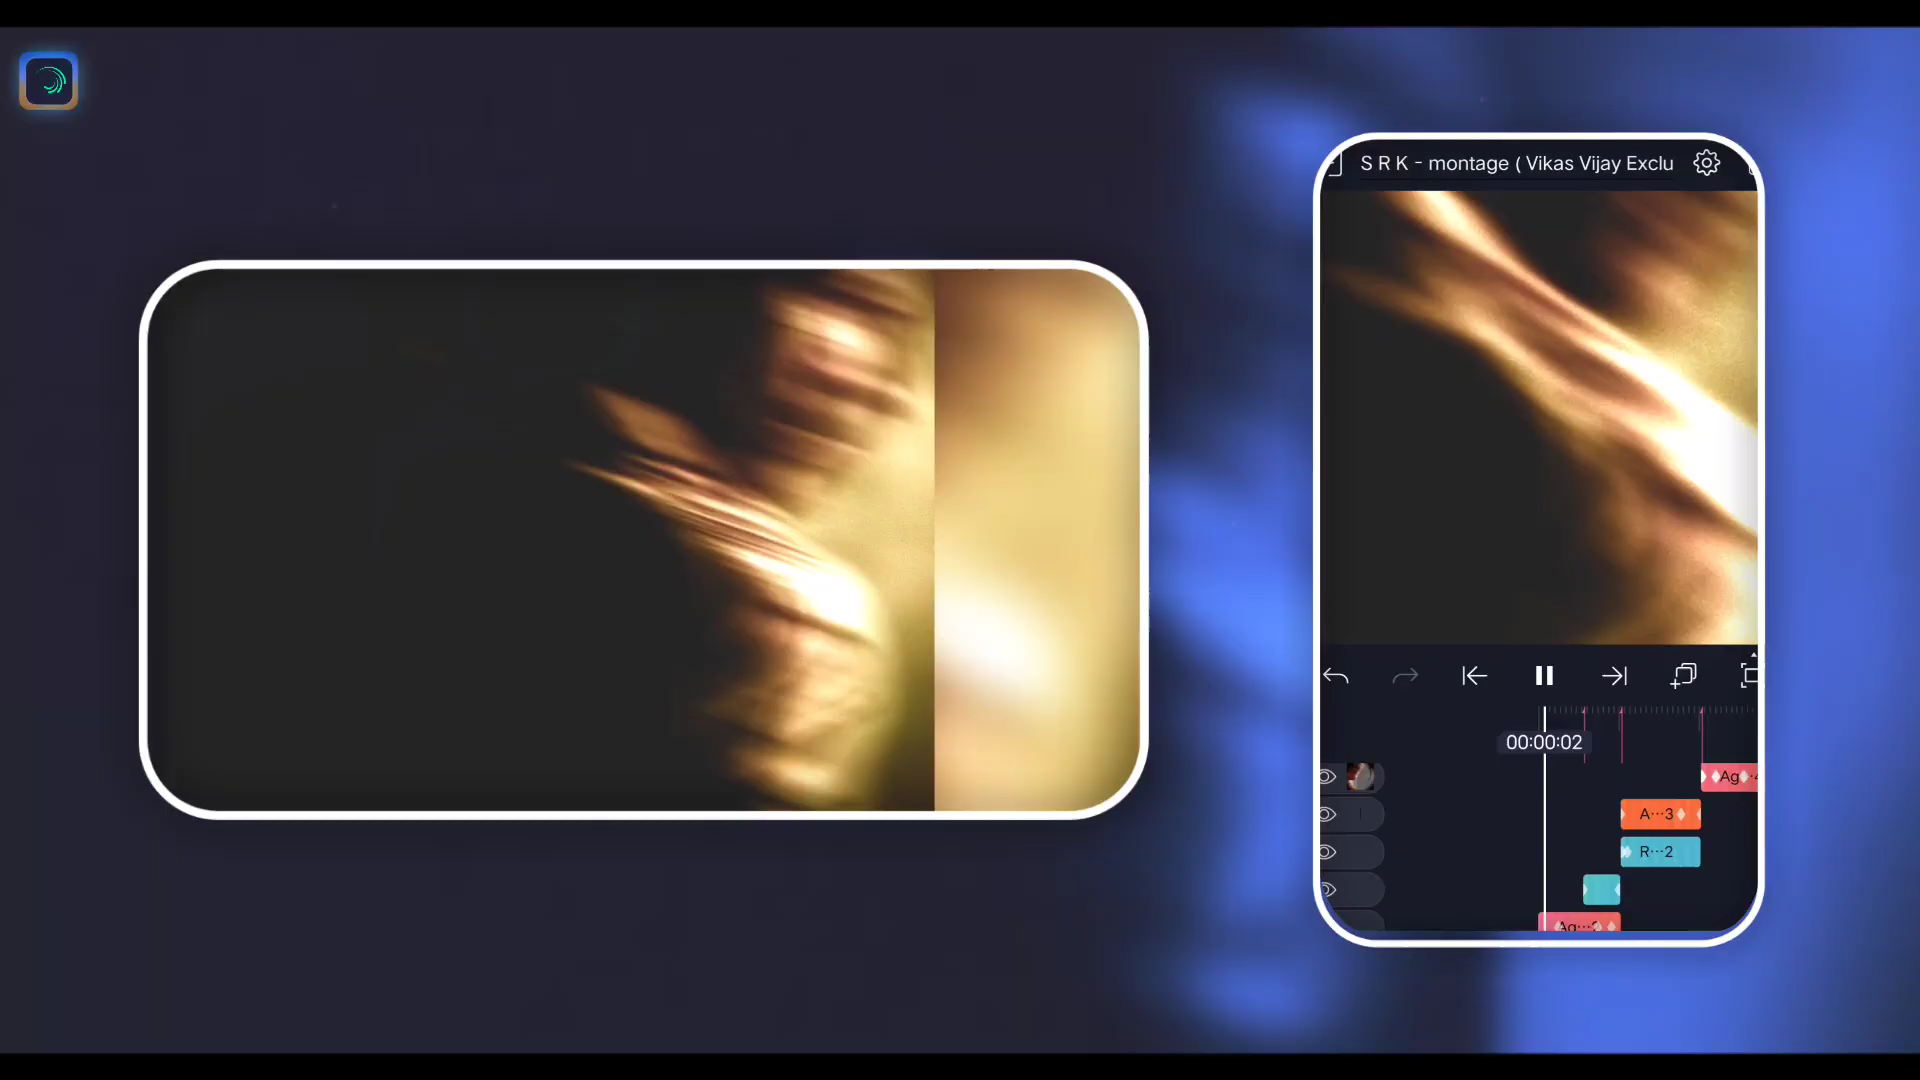 S R K - montage ( Vikas Vijay Exclu
00:00:02
Ag
A...3
R...2